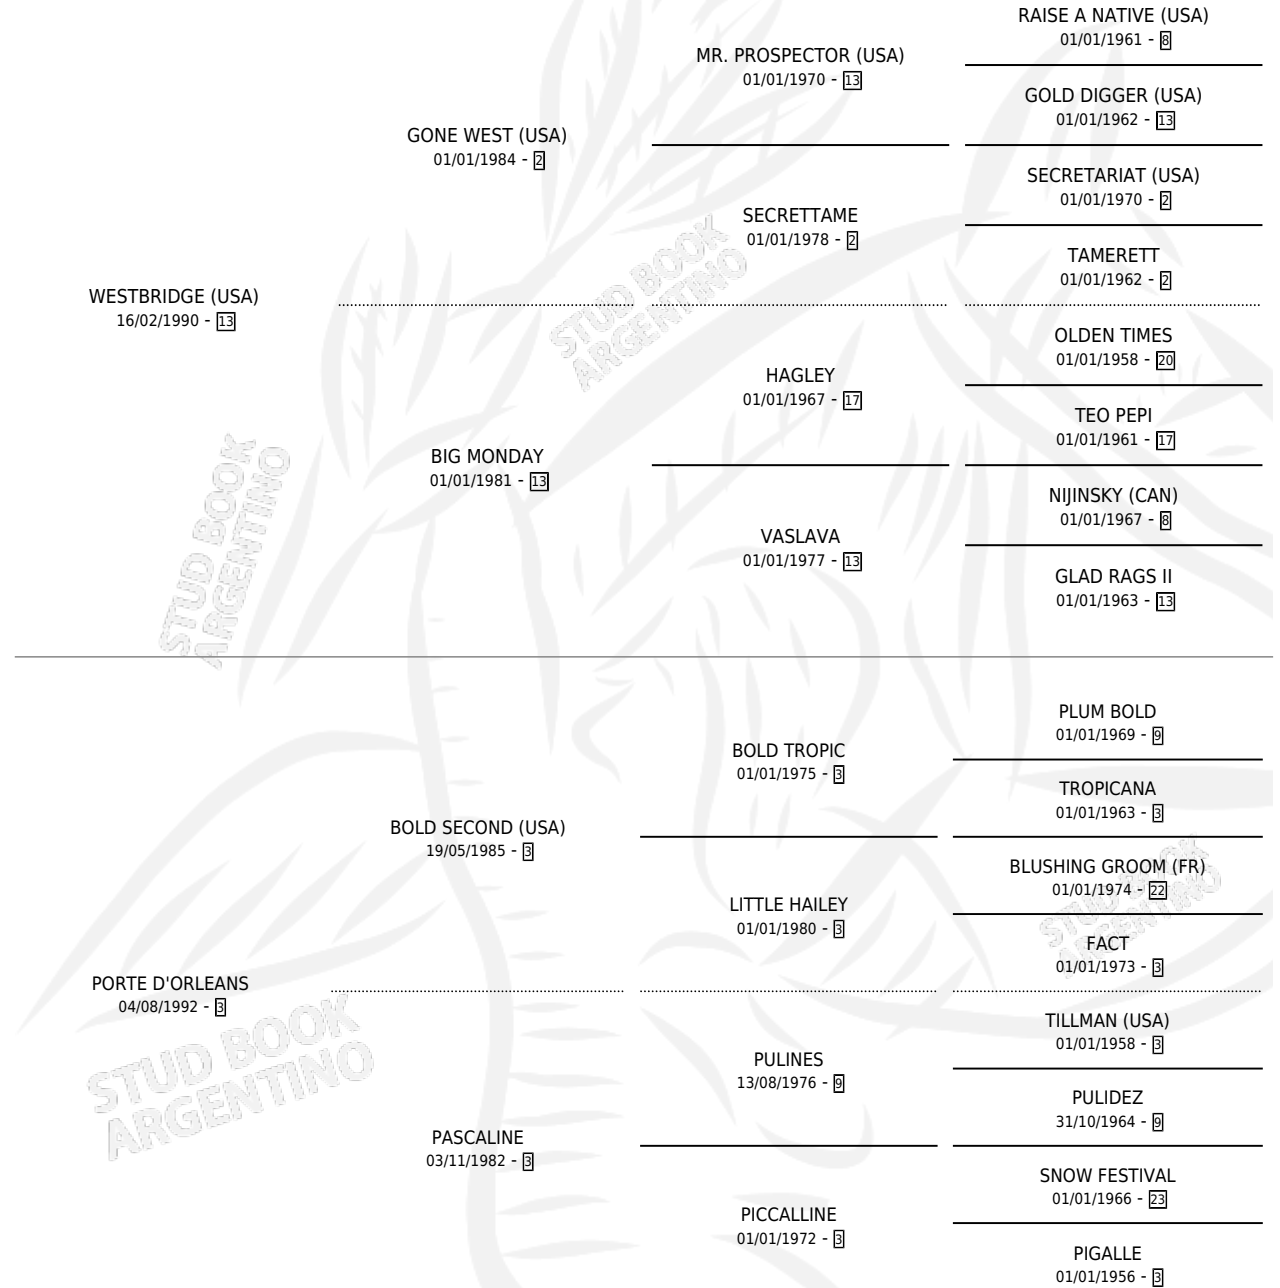 RAISE A NATIVE (USA)
01/01/1961 - 8
MR. PROSPECTOR (USA)
01/01/1970 - 13
GOLD DIGGER (USA)
01/01/1962 - 13
GONE WEST (USA)
01/01/1984 - 2
SECRETARIAT (USA)
01/01/1970 - 2
SECRETTAME
01/01/1978 - 2
TAMERETT
01/01/1962 - 2
WESTBRIDGE (USA)
16/02/1990 - 13
OLDEN TIMES
01/01/1958 - 20
HAGLEY
01/01/1967 - 17
TEO PEPI
01/01/1961 - 17
BIG MONDAY
01/01/1981 - 13
NIJINSKY (CAN)
01/01/1967 - 8
VASLAVA
01/01/1977 - 13
GLAD RAGS II
01/01/1963 - 13
STUD BOOK
ARGENTINO
STUD BOOK
ARGENTINO
PLUM BOLD
01/01/1969 - 9
BOLD TROPIC
01/01/1975 - 3
TROPICANA
01/01/1963 - 3
BOLD SECOND (USA)
19/05/1985 - 3
BLUSHING GROOM (FR)
01/01/1974 - 22
LITTLE HAILEY
01/01/1980 - 3
FACT
01/01/1973 - 3
STUD BOOK
ARGENTINO
PORTE D'ORLEANS
04/08/1992 - 3
TILLMAN (USA)
01/01/1958 - 3
PULINES
13/08/1976 - 9
PULIDEZ
31/10/1964 - 9
PASCALINE
03/11/1982 - 3
SNOW FESTIVAL
01/01/1966 - 23
PICCALLINE
01/01/1972 - 3
PIGALLE
01/01/1956 - 3
STUD BOOK
ARGENTINO